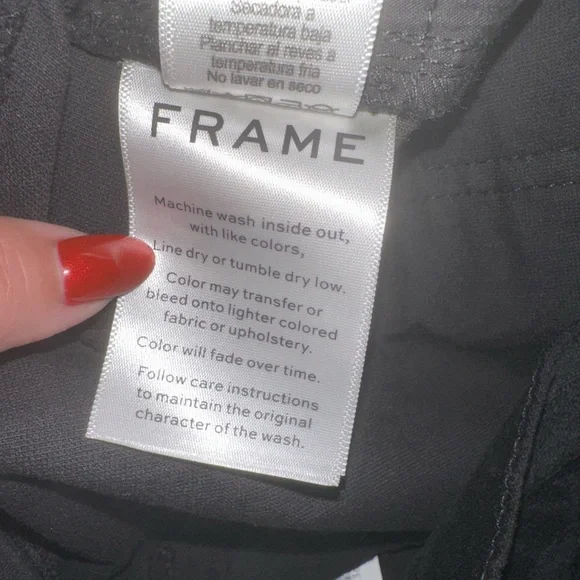 Secadora a
temperatura baja
Planchar al reves a
temperatura fria
No lavar en seco
FRAME
Machine wash inside out,
with like colors,
Line dry or tumble dry low.
Color may transfer or
bleed onto lighter colored
fabric or upholstery.
Color will fade over time.
Follow care instructions
to maintain the original
character of the wash.